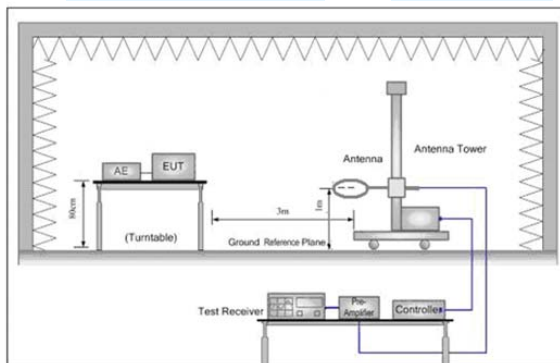 Antenna Tower
Antenna
EUT
AE
80cm
(Turntable)
3m
1m
Ground Reference Plane
Test Receiver
Pre-
Amplifier
Controller